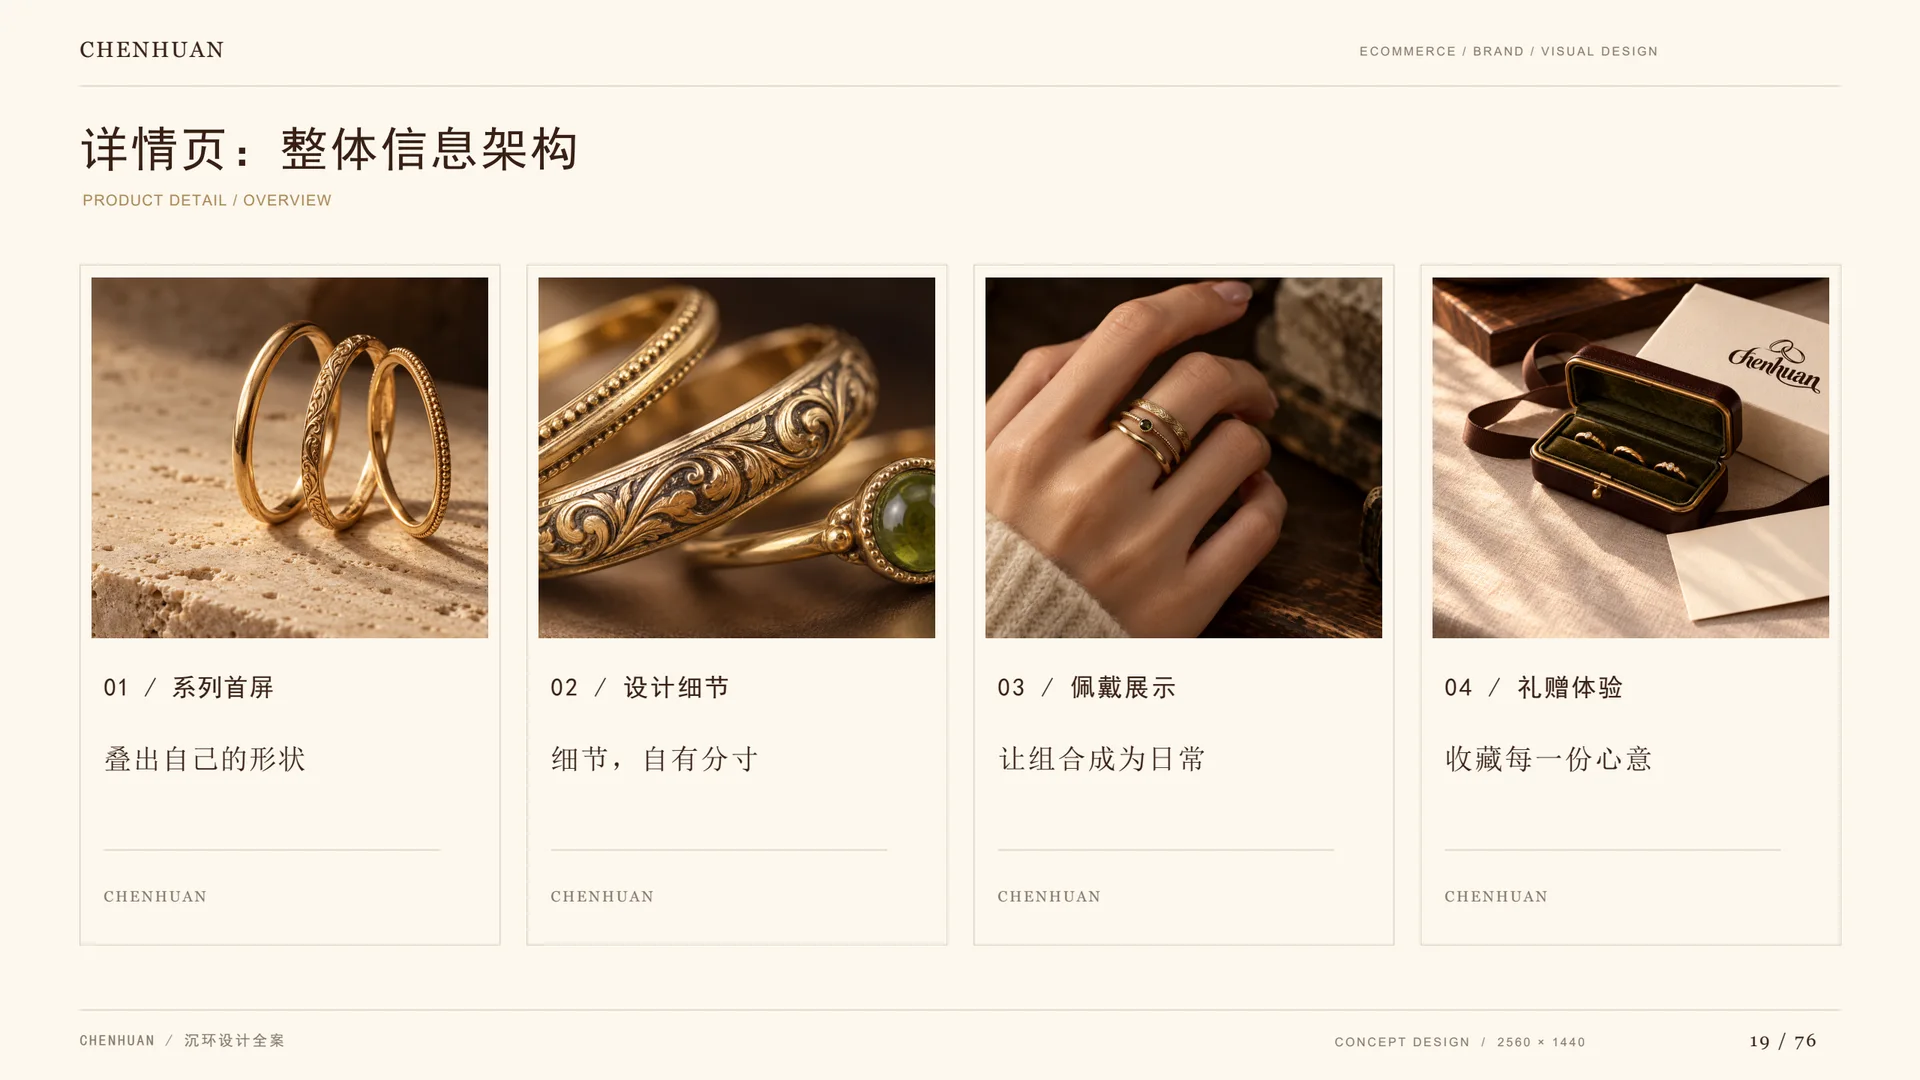 CHENHUAN
ECOMMERCE / BRAND / VISUAL DESIGN
详情页：整体信息架构
PRODUCT DETAIL / OVERVIEW
Chenhuan
01 / 系列首屏
叠出自己的形状
CHENHUAN
02 / 设计细节
细节，自有分寸
CHENHUAN
03 / 佩戴展示
让组合成为日常
CHENHUAN
04 / 礼赠体验
收藏每一份心意
CHENHUAN
CHENHUAN / 沉环设计全案
CONCEPT DESIGN / 2560 × 1440
19 / 76